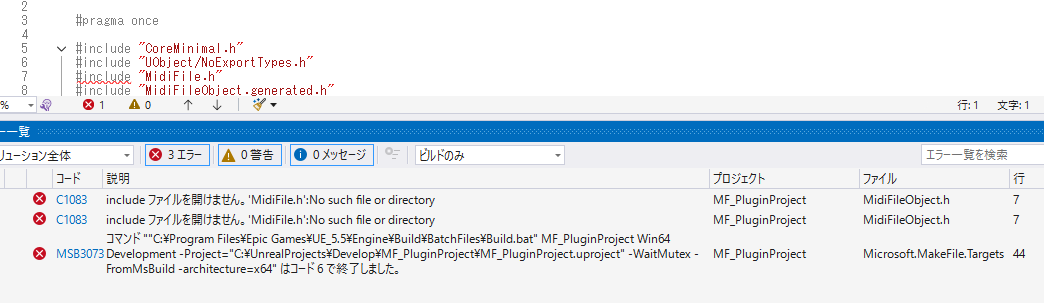 2
3 #pragma once
4
5 #include "CoreMinimal.h"
6 #include "UObject/NoExportTypes.h"
7 #include "MidiFile.h"
8 #include "MidiFileObject.generated.h"
% 1 0 行: 1 文字: 1
ー一覧
リューション全体 3 エラー 0 警告 0 メッセージ ビルドのみ エラー一覧を検索
コード 説明 プロジェクト ファイル 行
C1083 include ファイルを開けません。'MidiFile.h':No such file or directory MF_PluginProject MidiFileObject.h 7
C1083 include ファイルを開けません。'MidiFile.h':No such file or directory MF_PluginProject MidiFileObject.h 7
コマンド ""C:¥Program Files¥Epic Games¥UE_5.5¥Engine¥Build¥BatchFiles¥Build.bat" MF_PluginProject Win64
MSB3073 Development -Project="C:¥UnrealProjects¥Develop¥MF_PluginProject¥MF_PluginProject.uproject" -WaitMutex - MF_PluginProject Microsoft.MakeFile.Targets 44
FromMsBuild -architecture=x64" はコード 6 で終了しました。